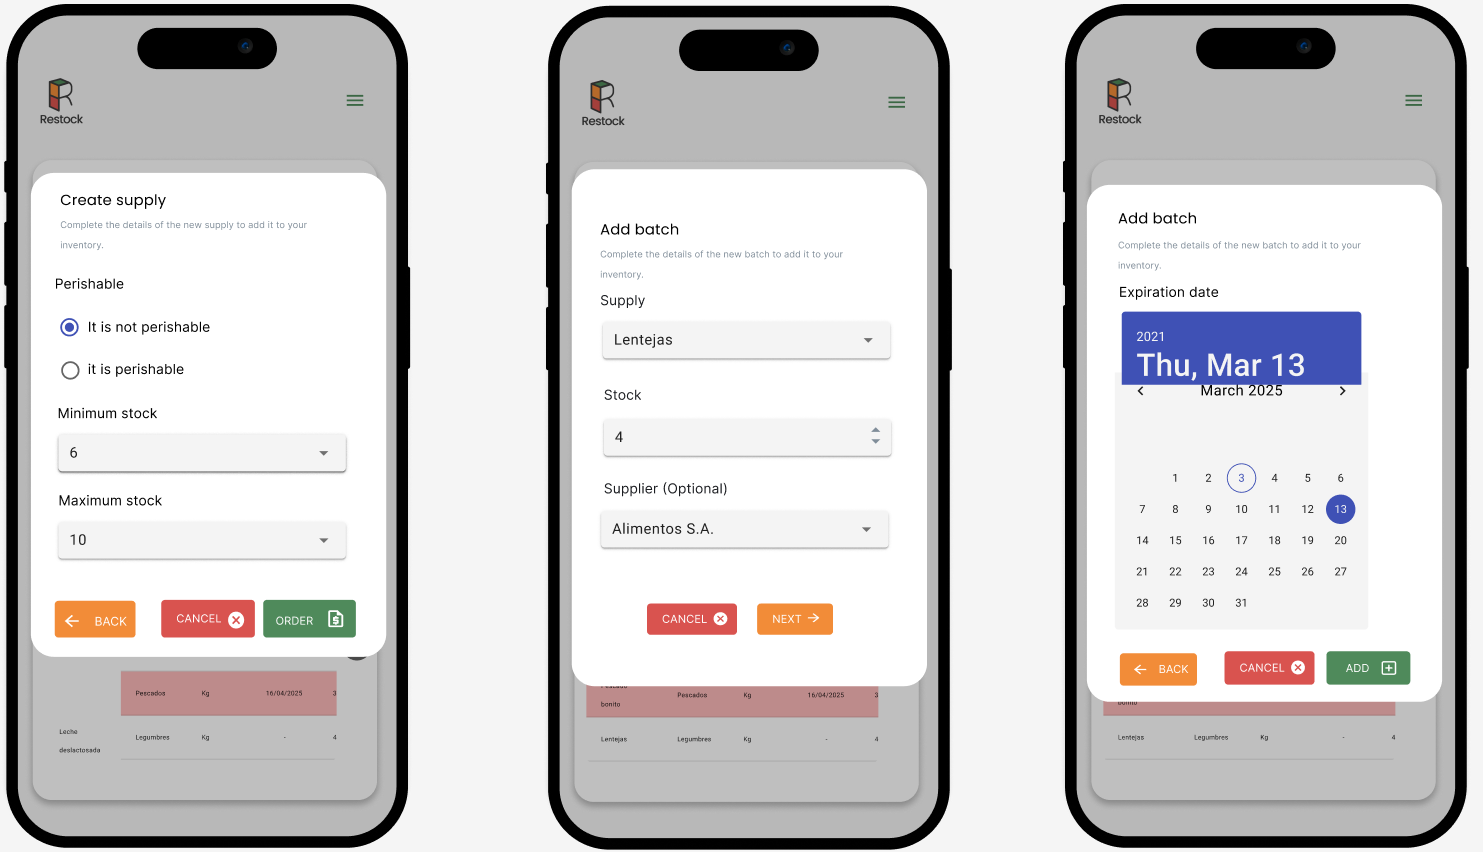 Restock
Create supply
Complete the details of the new supply to add it to your
inventory.
Perishable
It is not perishable
it is perishable
Minimum stock
6
Maximum stock
10
BACK
CANCEL
ORDER
Pescados Kg 16/04/2025 3
Leche
deslactosada
Legumbres Kg - 4
Restock
Add batch
Complete the details of the new batch to add it to your
inventory.
Supply
Lentejas
Stock
4
Supplier (Optional)
Alimentos S.A.
CANCEL
NEXT
bonito
Pescados Kg 16/04/2025 3
Lentejas Legumbres Kg - 4
Restock
Add batch
Complete the details of the new batch to add it to your
inventory.
Expiration date
2021
Thu, Mar 13
March 2025
1 2 3 4 5 6
7 8 9 10 11 12 13
14 15 16 17 18 19 20
21 22 23 24 25 26 27
28 29 30 31
BACK
CANCEL
ADD
bonito
Lentejas Legumbres Kg - 4